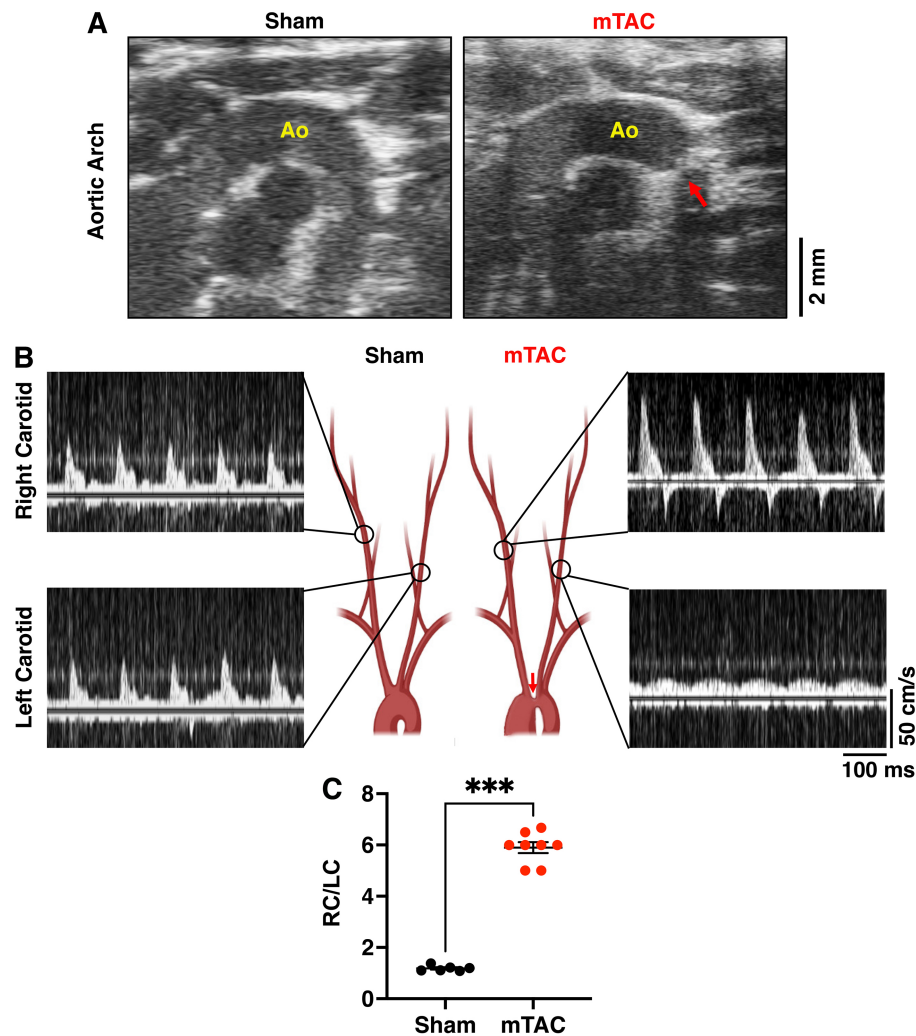 A
Sham
mTAC
Aortic Arch
Ao
Ao
2 mm
B
Sham
mTAC
Right Carotid
Left Carotid
50 cm/s
100 ms
C
***
RC/LC
8
6
4
2
0
Sham
mTAC